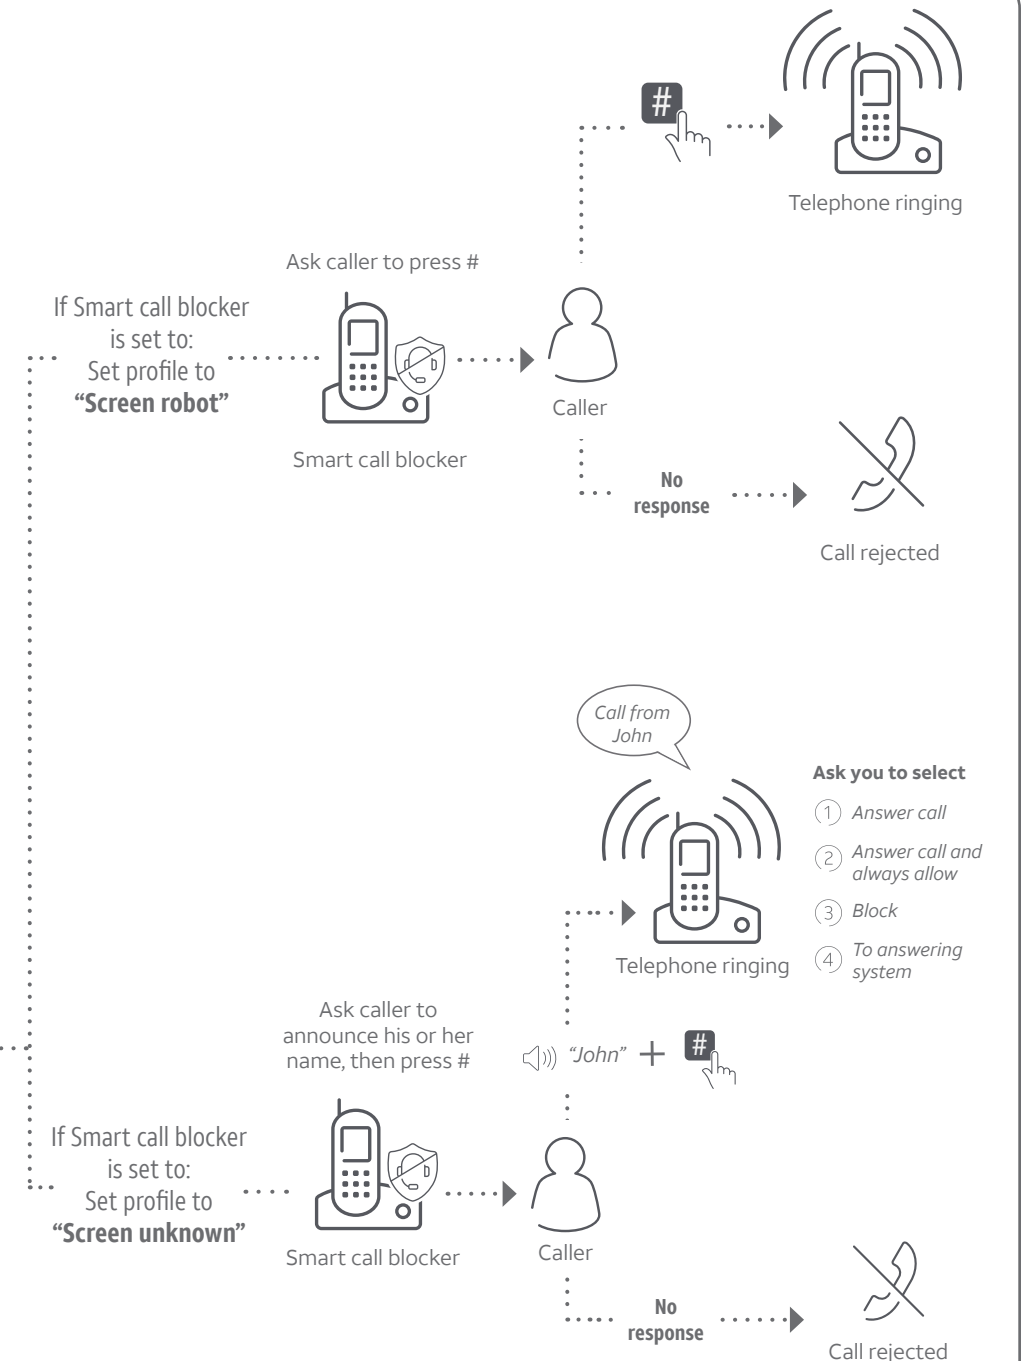 #
Telephone ringing
Ask caller to press #
If Smart call blocker
is set to:
Set profile to
“Screen robot”
Smart call blocker
Caller
No
response
Call rejected
Call from
John
Ask you to select
1 Answer call
2 Answer call and
always allow
3 Block
4 To answering
system
Telephone ringing
Ask caller to
announce his or her
name, then press #
“John” + #
If Smart call blocker
is set to:
Set profile to
“Screen unknown”
Smart call blocker
Caller
No
response
Call rejected